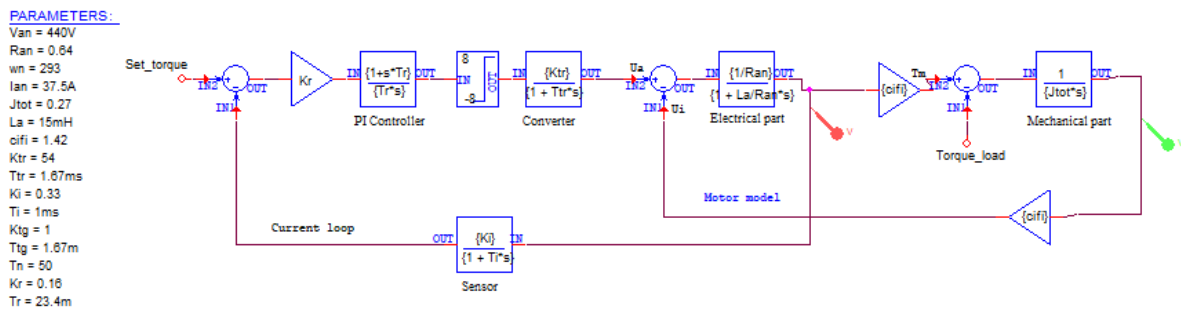 PARAMETERS:
Van = 440V
Ran = 0.64
wn = 293
Ian = 37.5A
Jtot = 0.27
La = 15mH
cifi = 1.42
Ktr = 54
Ttr = 1.67ms
Ki = 0.33
Ti = 1ms
Ktg = 1
Ttg = 1.67m
Tn = 50
Kr = 0.16
Tr = 23.4m
Set_torque
IN2
+
-
OUT
IN1
Kr
IN
{1+s*Tr}
OUT
{Tr*s}
PI Controller
8
IN
OUT
-8
IN
{Ktr}
OUT
{1 + Ttr*s}
Converter
Ua
IN2
+
-
OUT
IN1
Ui
IN
{1/Ran}
OUT
{1 + La/Ran*s}
Electrical part
V
{cifi}
Tm
IN2
+
-
OUT
IN1
Torque_load
IN
1
OUT
{Jtot*s}
Mechanical part
Motor model
{cifi}
Current loop
OUT
{Ki}
IN
{1 + Ti*s}
Sensor